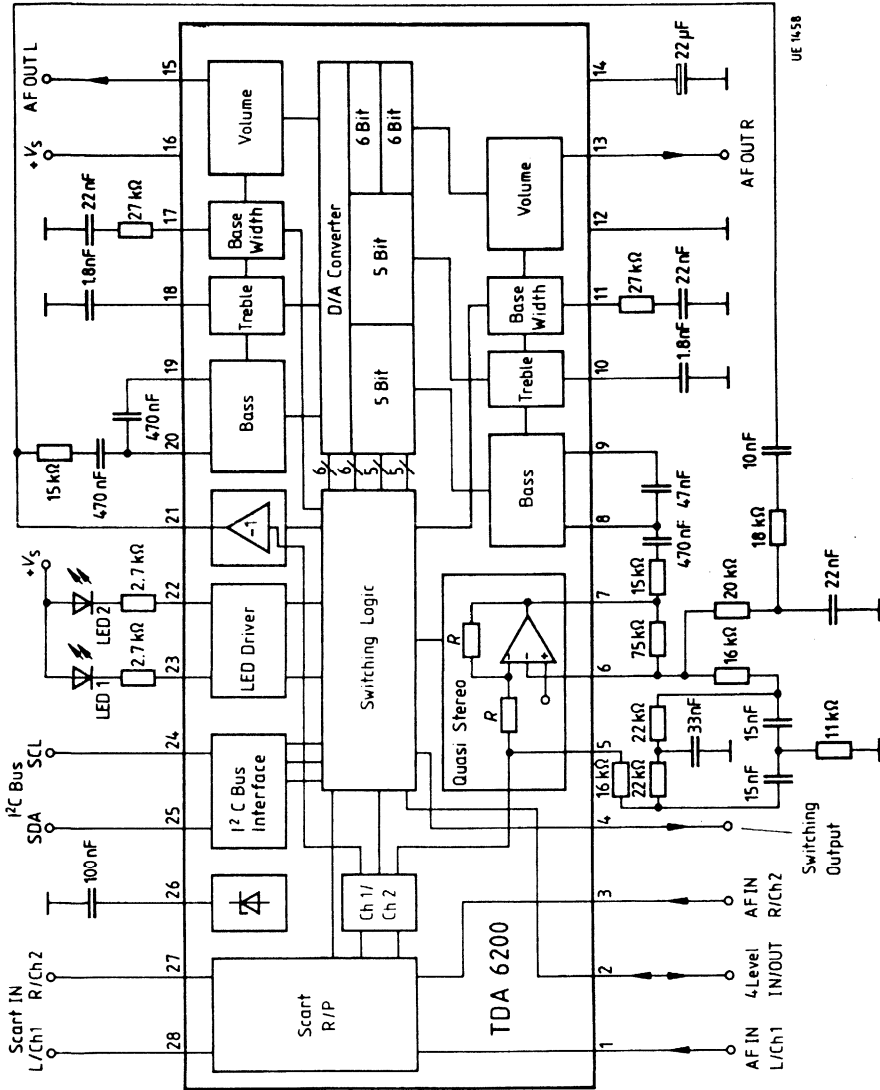 Scart IN
L/Ch1
R/Ch2
I²C Bus
SDA
SCL
+Vs
AF OUT L
+Vs
100nF
LED 1
LED 2
2.7 kΩ
2.7 kΩ
15kΩ
470nF
470nF
1.8nF
22nF
27kΩ
28
27
26
25
24
23
22
21
20
19
18
17
16
15
Scart
R/P
I²C Bus
Interface
LED Driver
-1
Bass
Treble
Base
Width
Volume
Ch 1/
Ch 2
Switching Logic
6
6
5
5
D/A Converter
5 Bit
5 Bit
6 Bit
6 Bit
Quasi Stereo
R
R
-
-
+
Bass
Treble
Base
Width
Volume
TDA 6200
1
2
3
4
5
6
7
8
9
10
11
12
13
14
16kΩ
22kΩ
22kΩ
33nF
15nF
15nF
11kΩ
75kΩ
15kΩ
16kΩ
20kΩ
470nF
47nF
18kΩ
10nF
22nF
1.8nF
27kΩ
22nF
22µF
AF IN
L/Ch1
4Level
IN/OUT
AF IN
R/Ch2
Switching
Output
AF OUT R
UE 1458